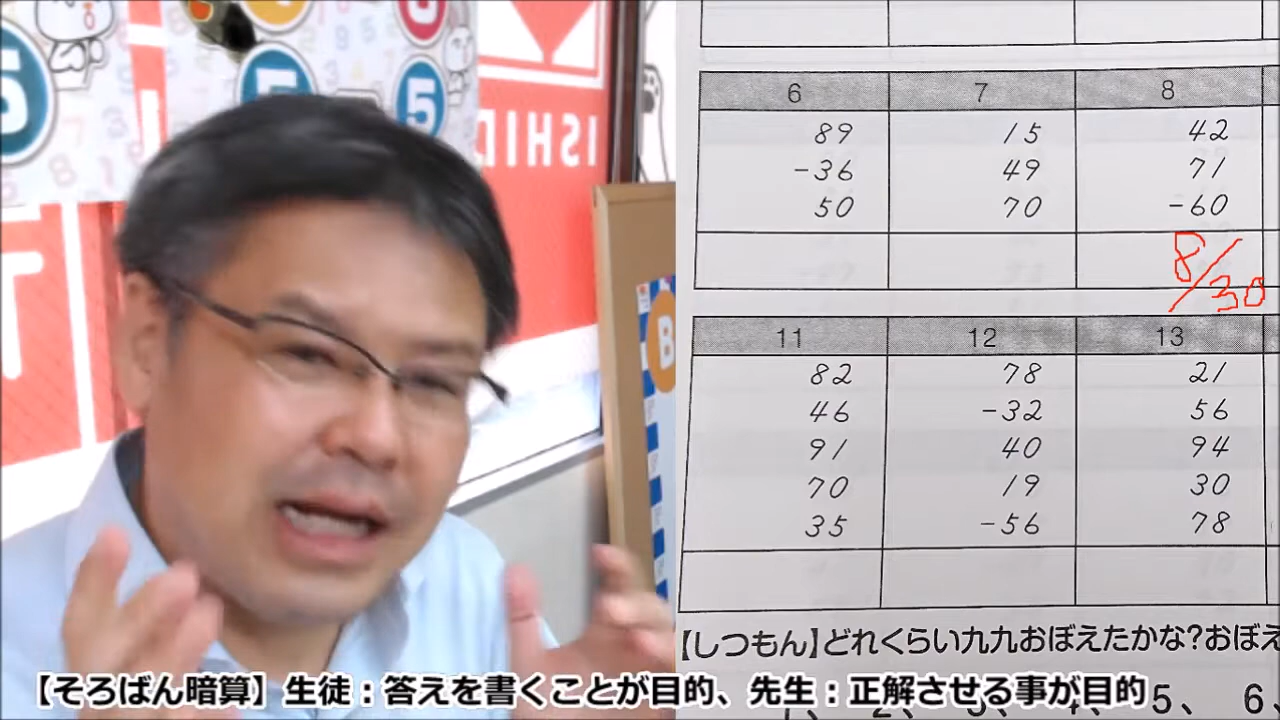 5
5
5
ISHID
B
6 7 8
89 15 42
-36 49 71
50 70 -60
8/30
11 12 13
82 78 21
46 -32 56
91 40 94
70 19 30
35 -56 78
【しつもん】どれくらい九九おぼえたかな?おぼえ
5、 6、
【そろばん暗算】生徒:答えを書くことが目的、先生:正解させる事が目的